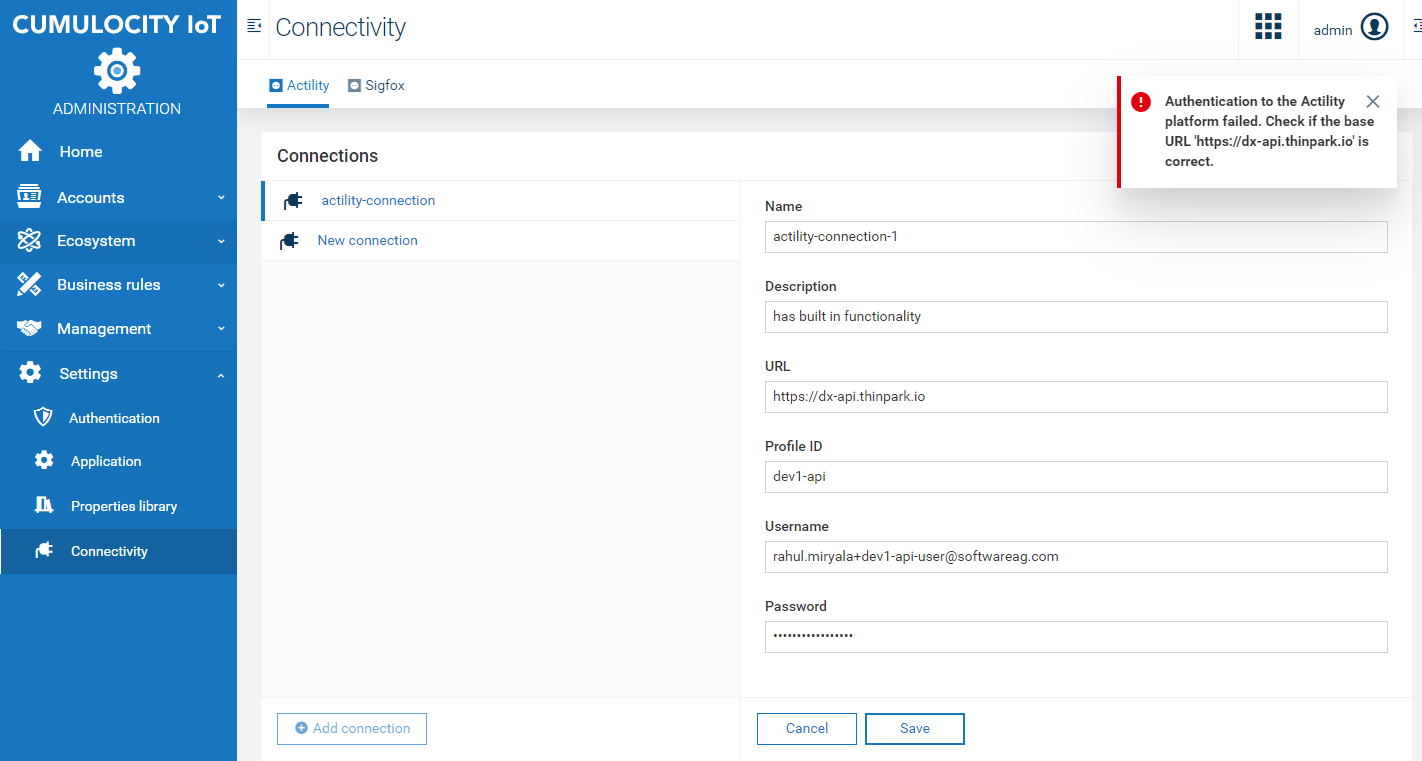 CUMULOCITY IoT
ADMINISTRATION
Home
Accounts
Ecosystem
Business rules
Management
Settings
Authentication
Application
Properties library
Connectivity
Connectivity
admin
Actility
Sigfox
Authentication to the Actility
platform failed. Check if the base
URL 'https://dx-api.thinpark.io' is
correct.
Connections
actility-connection
New connection
Add connection
Name
actility-connection-1
Description
has built in functionality
URL
https://dx-api.thinpark.io
Profile ID
dev1-api
Username
rahul.miryala+dev1-api-user@softwareag.com
Password
•••••••••••••••••
Cancel
Save